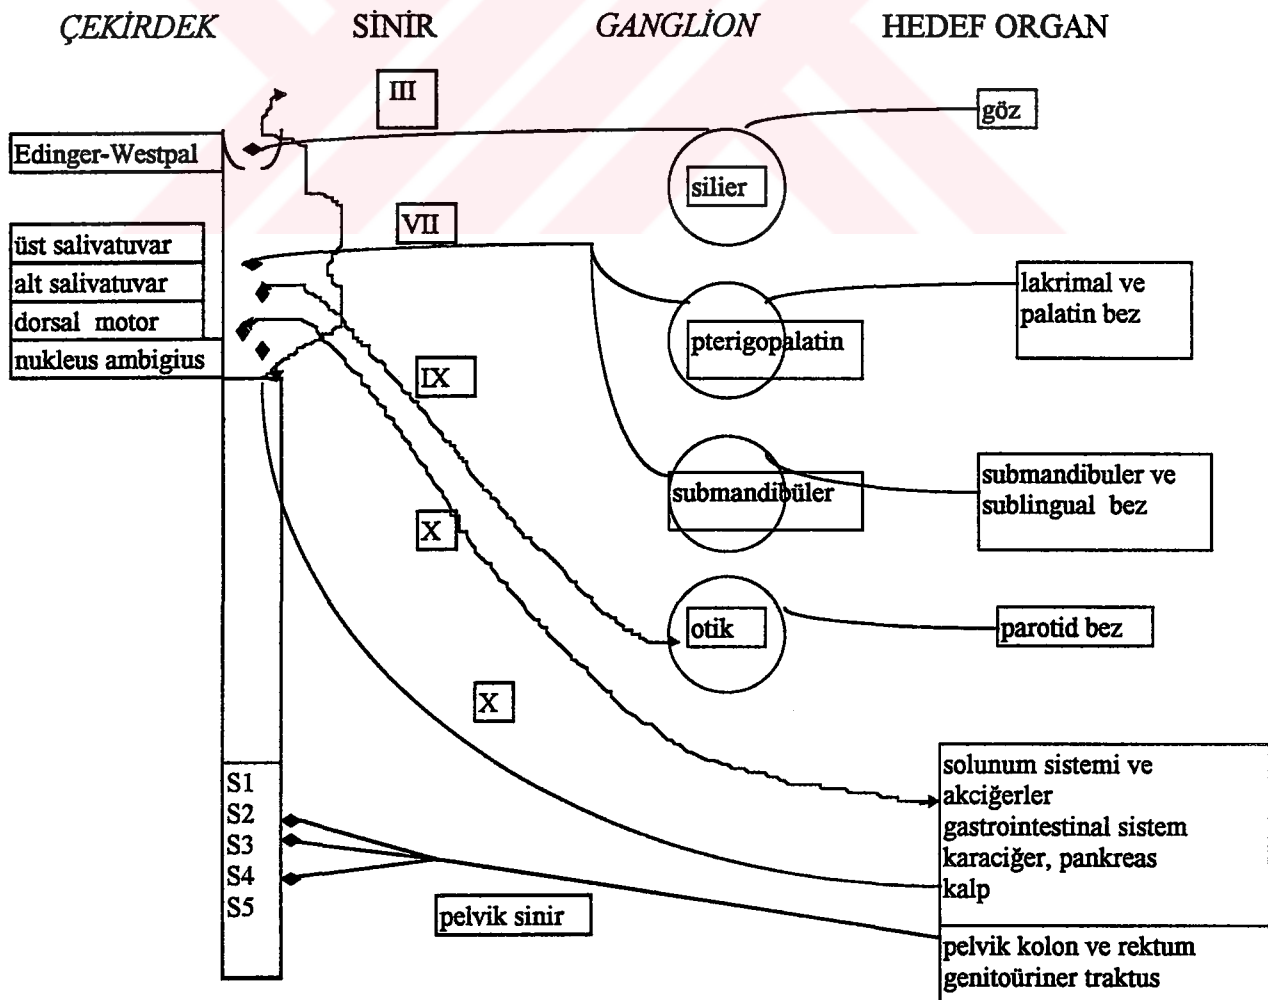 ÇEKİRDEK SİNİR GANGLİON HEDEF ORGAN
III
göz
Edinger-Westpal
silier
VII
üst salivatuvar
alt salivatuvar
dorsal motor
nukleus ambigius
lakrimal ve
palatin bez
pterigopalatin
IX
submandibuler ve
sublingual bez
submandibüler
X
otik
parotid bez
X
solunum sistemi ve
akciğerler
gastrointestinal sistem
karaciğer, pankreas
kalp
S1
S2
S3
S4
S5
pelvik sinir
pelvik kolon ve rektum
genitoüriner traktus